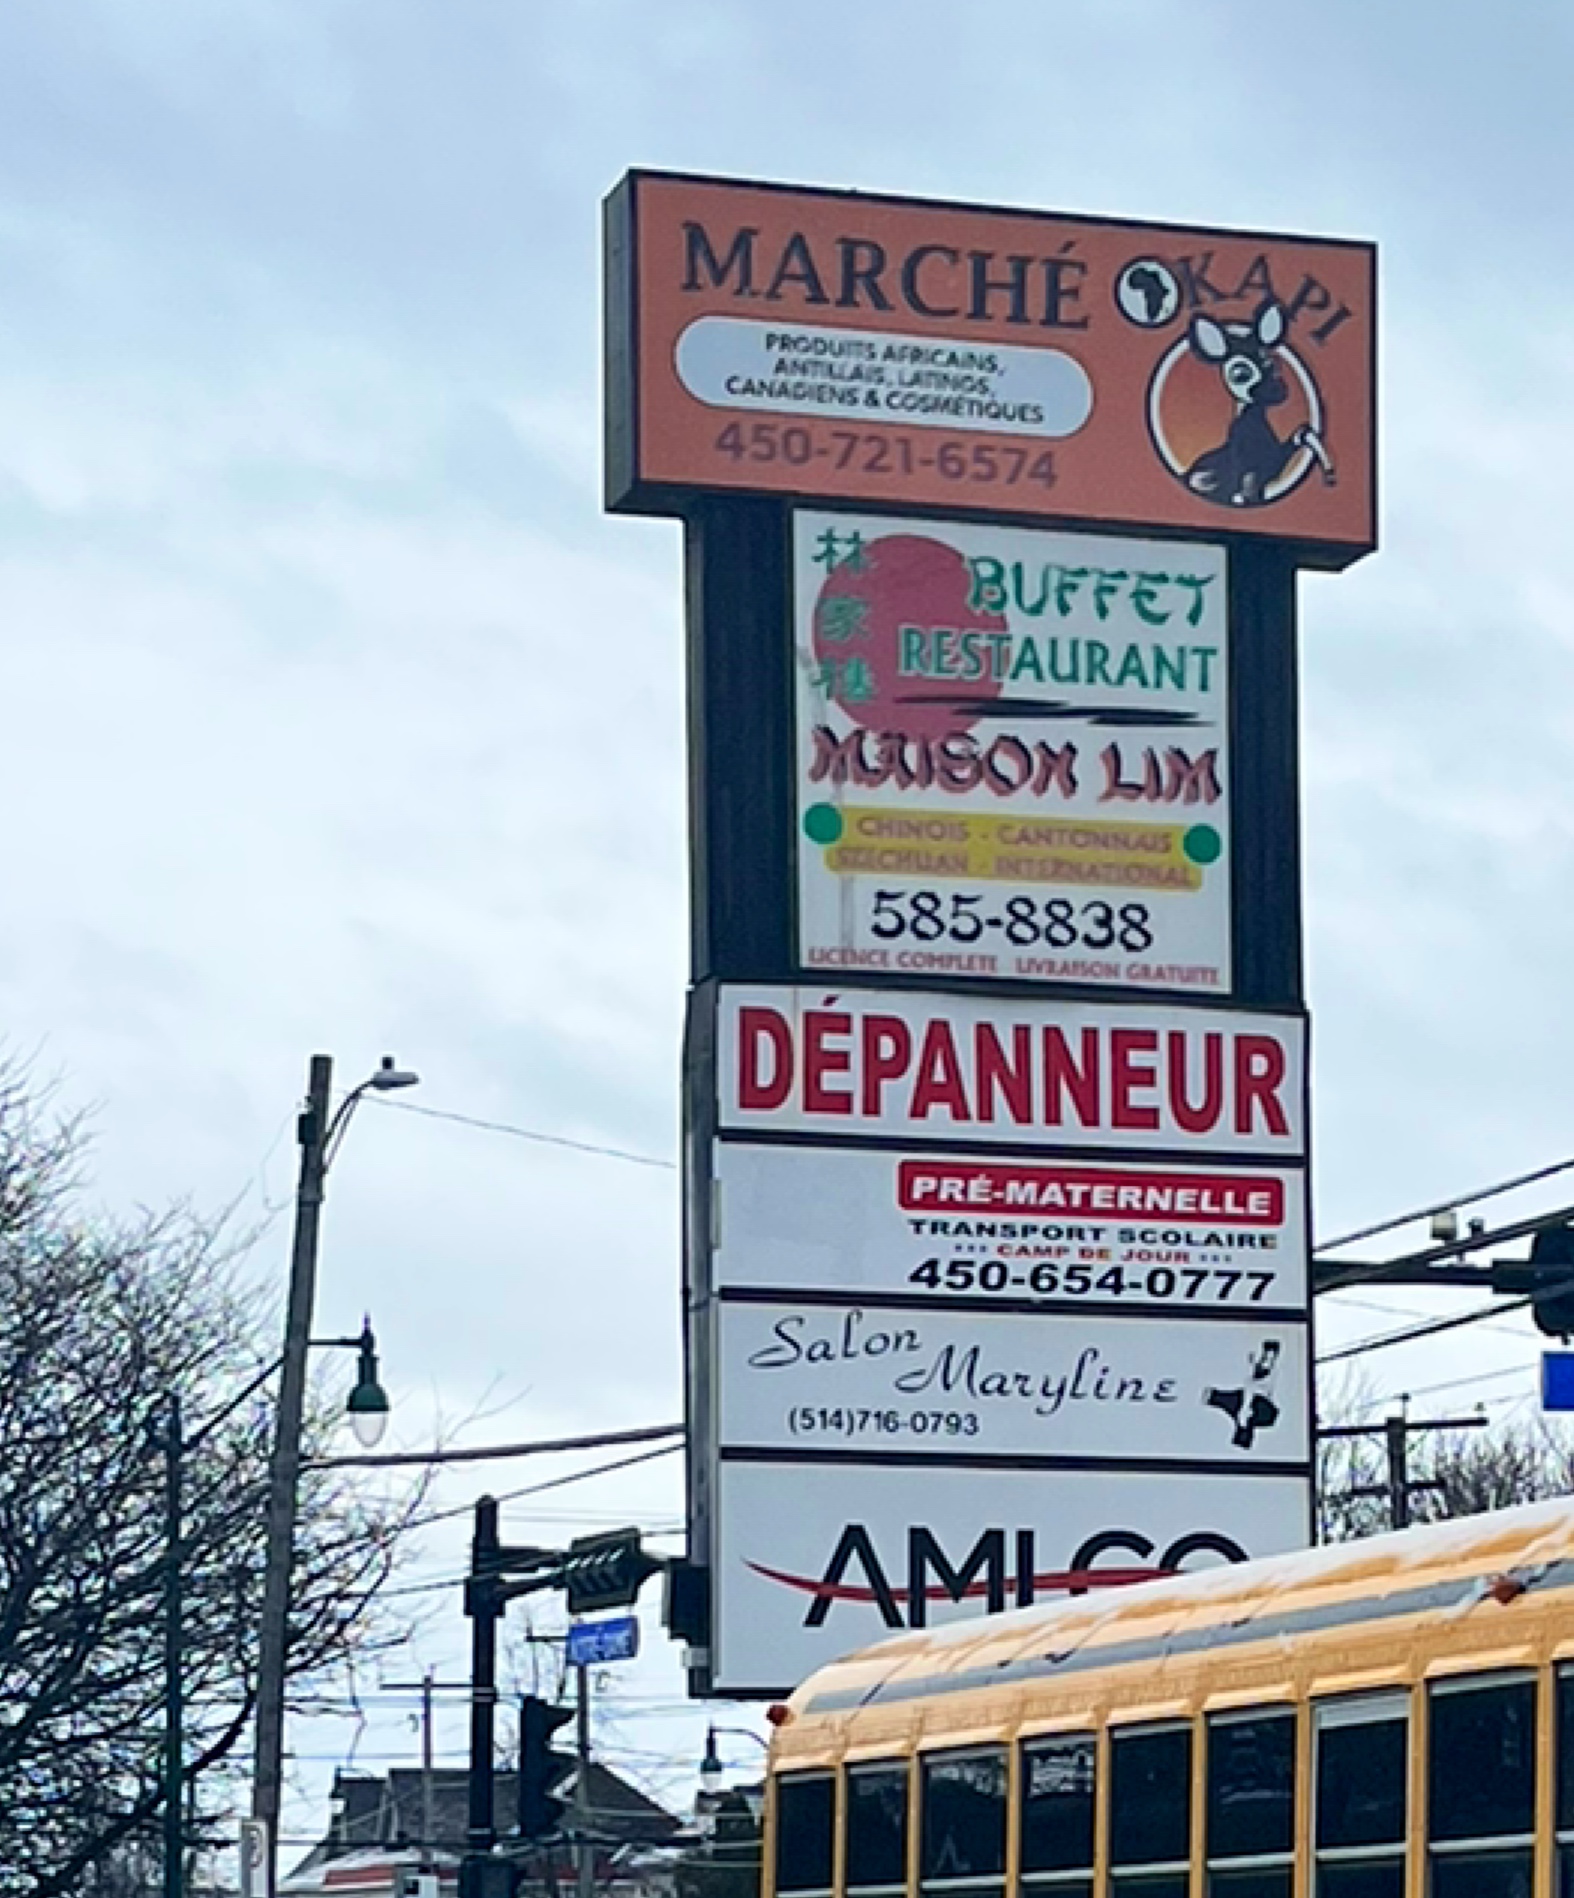 MARCHÉ OKAPI
PRODUITS AFRICAINS,
ANTILLAIS, LATINOS,
CANADIENS & COSMÉTIQUES
450-721-6574
林
家
BUFFET
RESTAURANT
MAISON LIM
CHINOIS - CANTONNAIS
SZECHUAN - INTERNATIONAL
585-8838
LICENCE COMPLETE LIVRAISON GRATUITE
DÉPANNEUR
PRÉ-MATERNELLE
TRANSPORT SCOLAIRE
*** CAMP DE JOUR ***
450-654-0777
Salon
Maryline
(514)716-0793